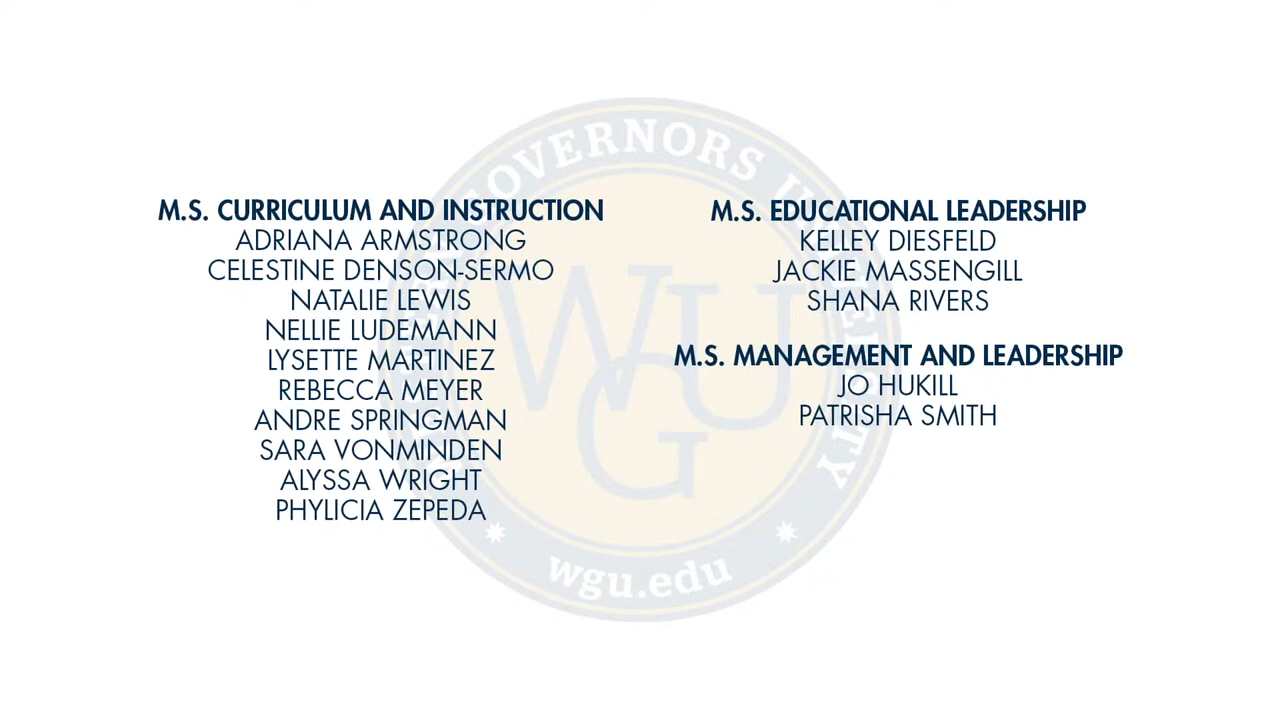 M.S. CURRICULUM AND INSTRUCTION
ADRIANA ARMSTRONG
CELESTINE DENSON-SERMO
NATALIE LEWIS
NELLIE LUDEMANN
LYSETTE MARTINEZ
REBECCA MEYER
ANDRE SPRINGMAN
SARA VONMINDEN
ALYSSA WRIGHT
PHYLICIA ZEPEDA
M.S. EDUCATIONAL LEADERSHIP
KELLEY DIESFELD
JACKIE MASSENGILL
SHANA RIVERS
M.S. MANAGEMENT AND LEADERSHIP
JO HUKILL
PATRISHA SMITH
GOVERNORS
WGU
wgu.edu